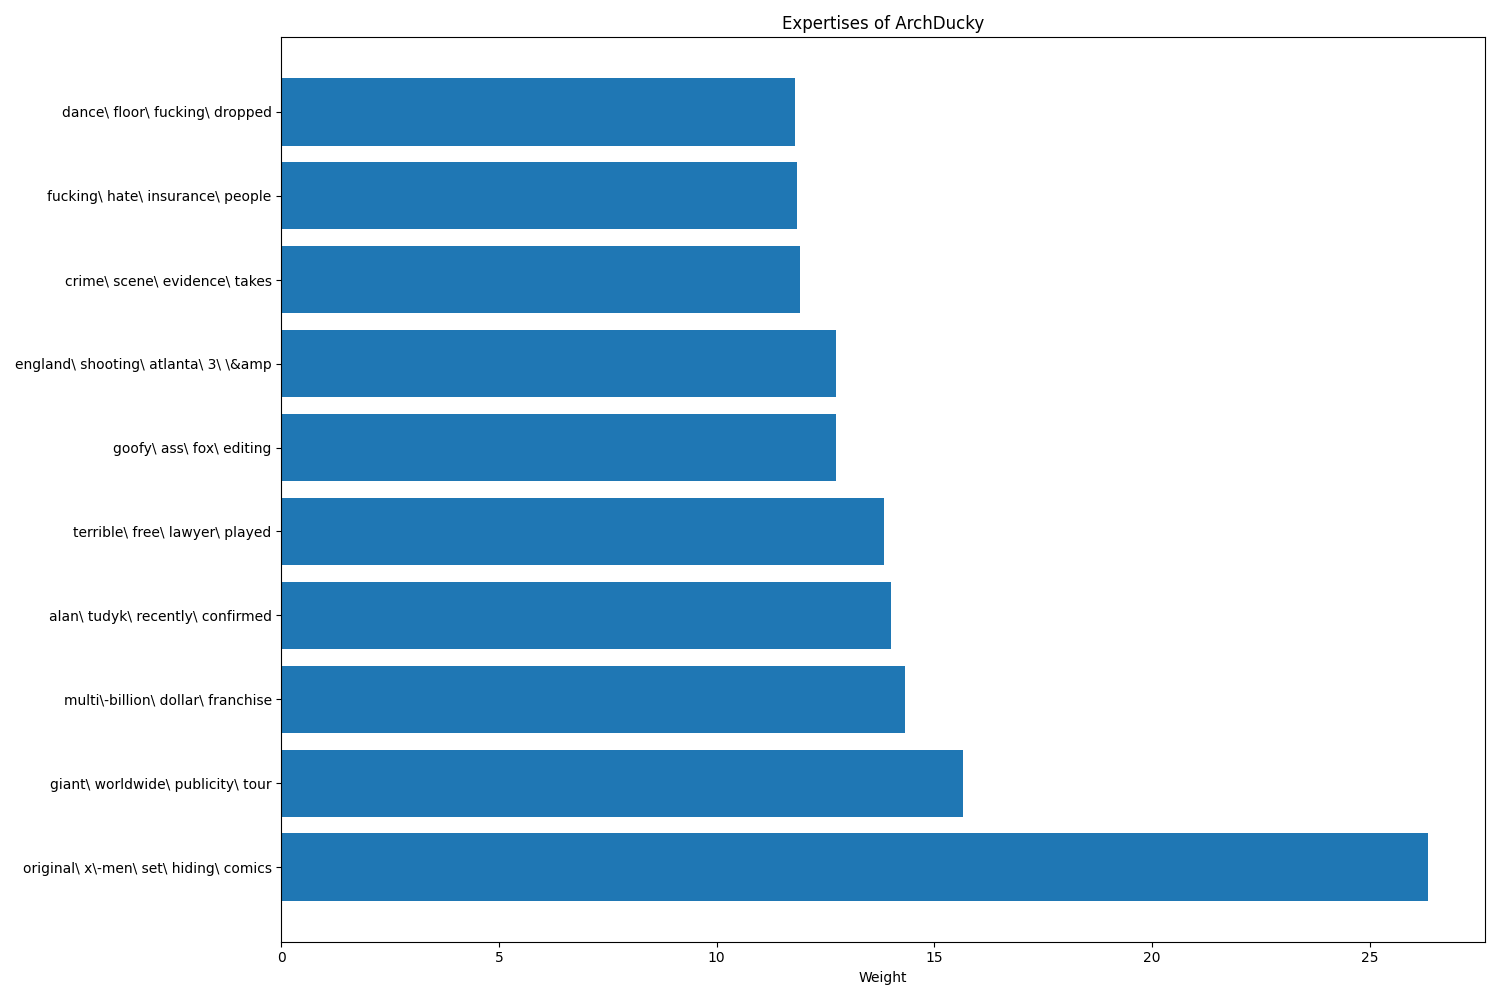 Expertises of ArchDucky
dance\ floor\ fucking\ dropped
fucking\ hate\ insurance\ people
crime\ scene\ evidence\ takes
england\ shooting\ atlanta\ 3\ \&amp
goofy\ ass\ fox\ editing
terrible\ free\ lawyer\ played
alan\ tudyk\ recently\ confirmed
multi\-billion\ dollar\ franchise
giant\ worldwide\ publicity\ tour
original\ x\-men\ set\ hiding\ comics
0 5 10 15 20 25
Weight